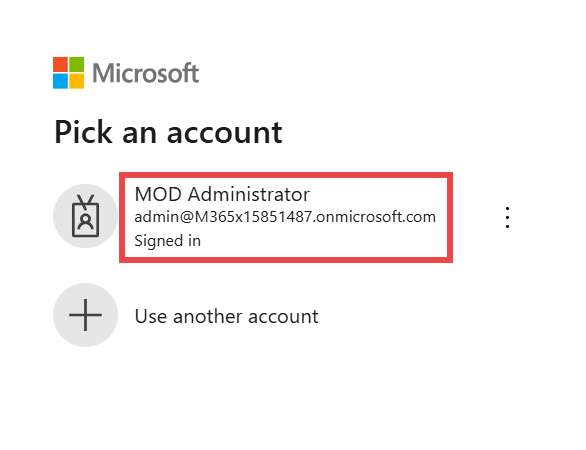 Microsoft
Pick an account
MOD Administrator
admin@M365x15851487.onmicrosoft.com
Signed in
Use another account